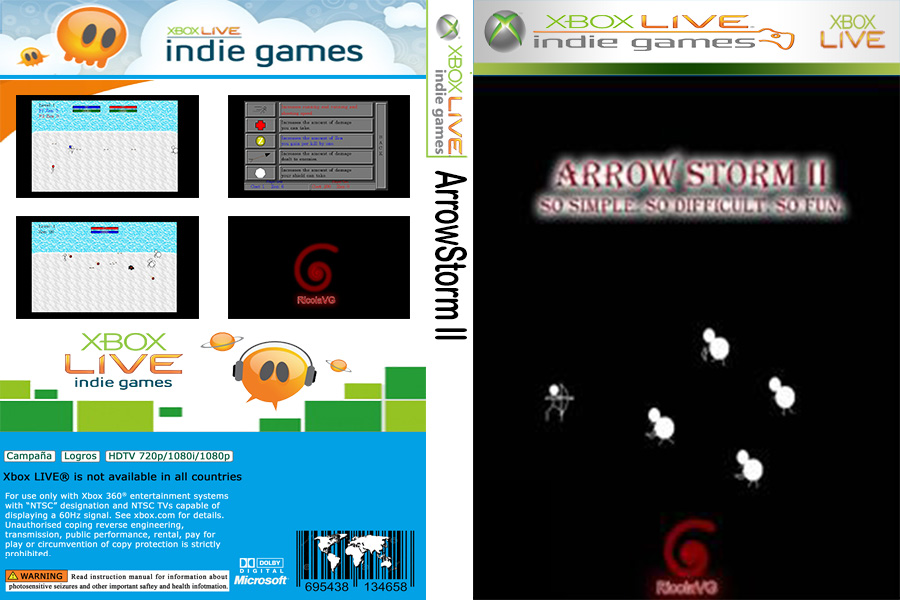 XBOX LIVE
indie games
Increases the amount of damage
you can take
Increases the amount of damage
dealt to enemies
Increases the amount of damage
your shield can take
RicolaVG
XBOX
LIVE
indie games
Campaña
Logros
HDTV 720p/1080i/1080p
Xbox LIVE® is not available in all countries
For use only with Xbox 360® entertainment systems
with “NTSC” designation and NTSC TVs capable of
displaying a 60Hz signal. See xbox.com for details.
Unauthorised coping reverse engineering,
transmission, public performance, rental, pay for
play or circumvention of copy protection is strictly
prohibited.
WARNING Read instruction manual for information about
photosensitive seizures and other important saftey and health infotmation.
DOLBY
DIGITAL
Microsoft
695438 134658
XBOX LIVE
indie games
ArrowStorm II
XBOX LIVE
indie games
XBOX
LIVE
ARROW STORM II
SO SIMPLE. SO DIFFICULT. SO FUN.
RicolaVG